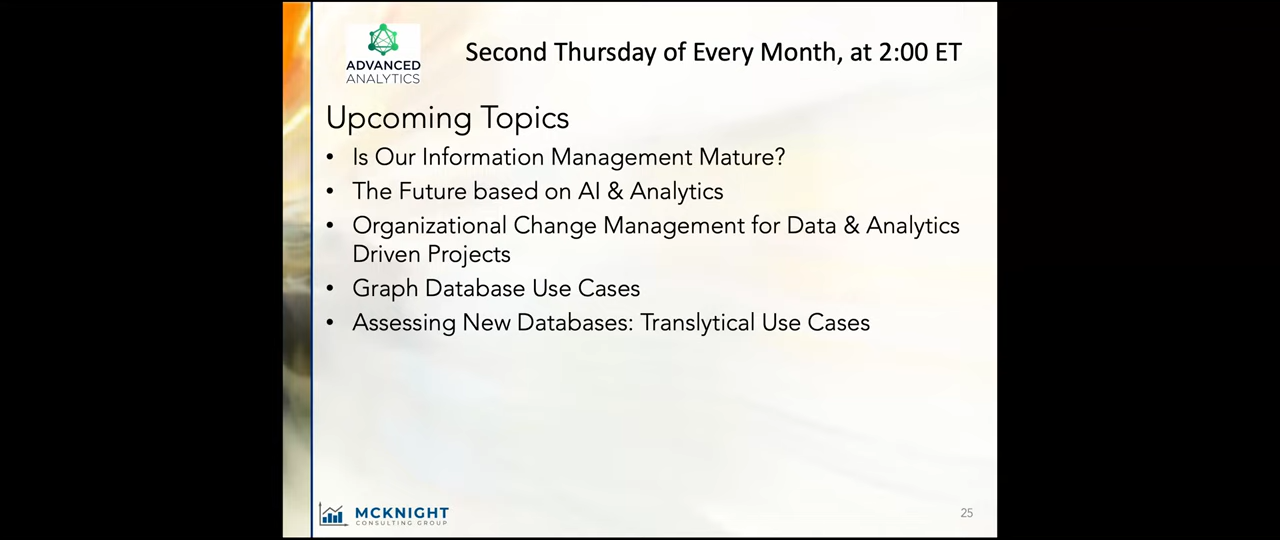 ADVANCED
ANALYTICS
Second Thursday of Every Month, at 2:00 ET
Upcoming Topics
• Is Our Information Management Mature?
• The Future based on AI & Analytics
• Organizational Change Management for Data & Analytics
Driven Projects
• Graph Database Use Cases
• Assessing New Databases: Translytical Use Cases
MCKNIGHT
CONSULTING GROUP
25